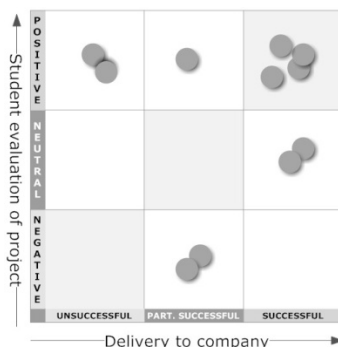 Student evaluation of project
POSITIVE
NEUTRAL
NEGATIVE
UNSUCCESSFUL PART. SUCCESSFUL SUCCESSFUL
Delivery to company